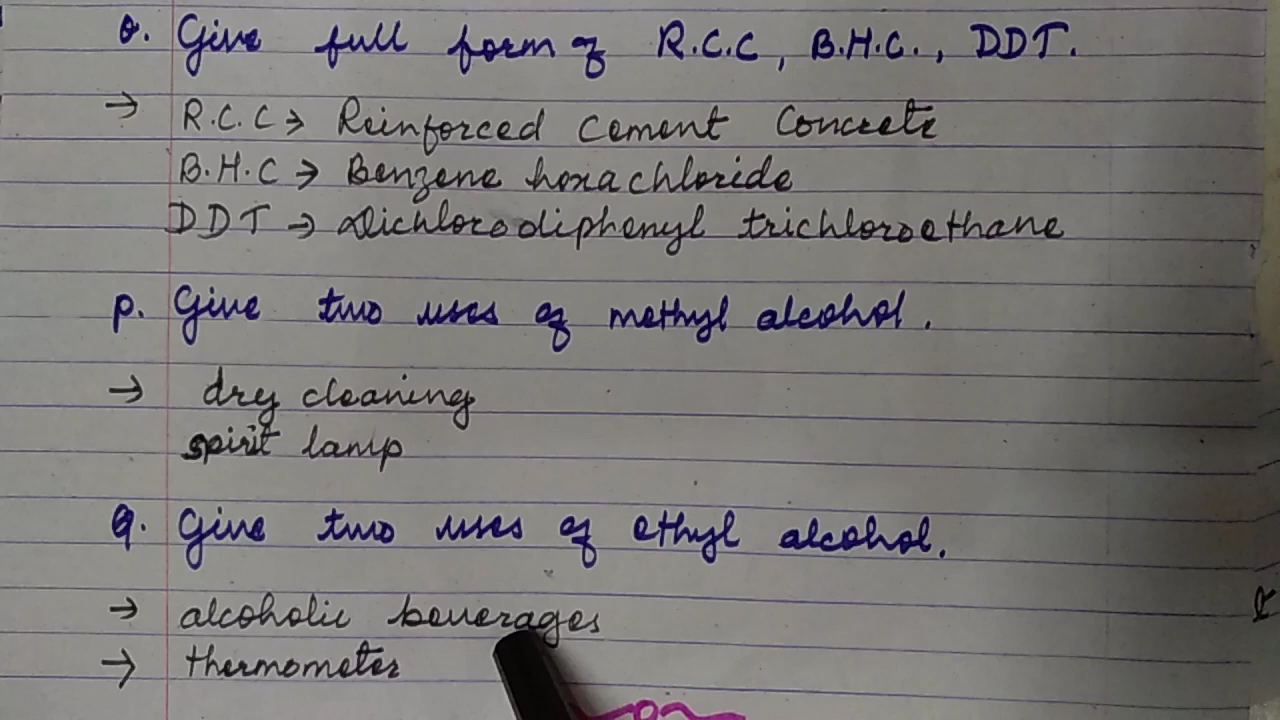 o. Give full form of R.C.C, B.H.C., DDT.
→ R.C.C → Reinforced Cement Concrete
B.H.C → Benzene hexachloride
DDT → Dichlorodiphenyl trichloroethane
p. Give two uses of methyl alcohol.
→ dry cleaning
spirit lamp
q. Give two uses of ethyl alcohol.
→ alcoholic beverages
→ thermometer